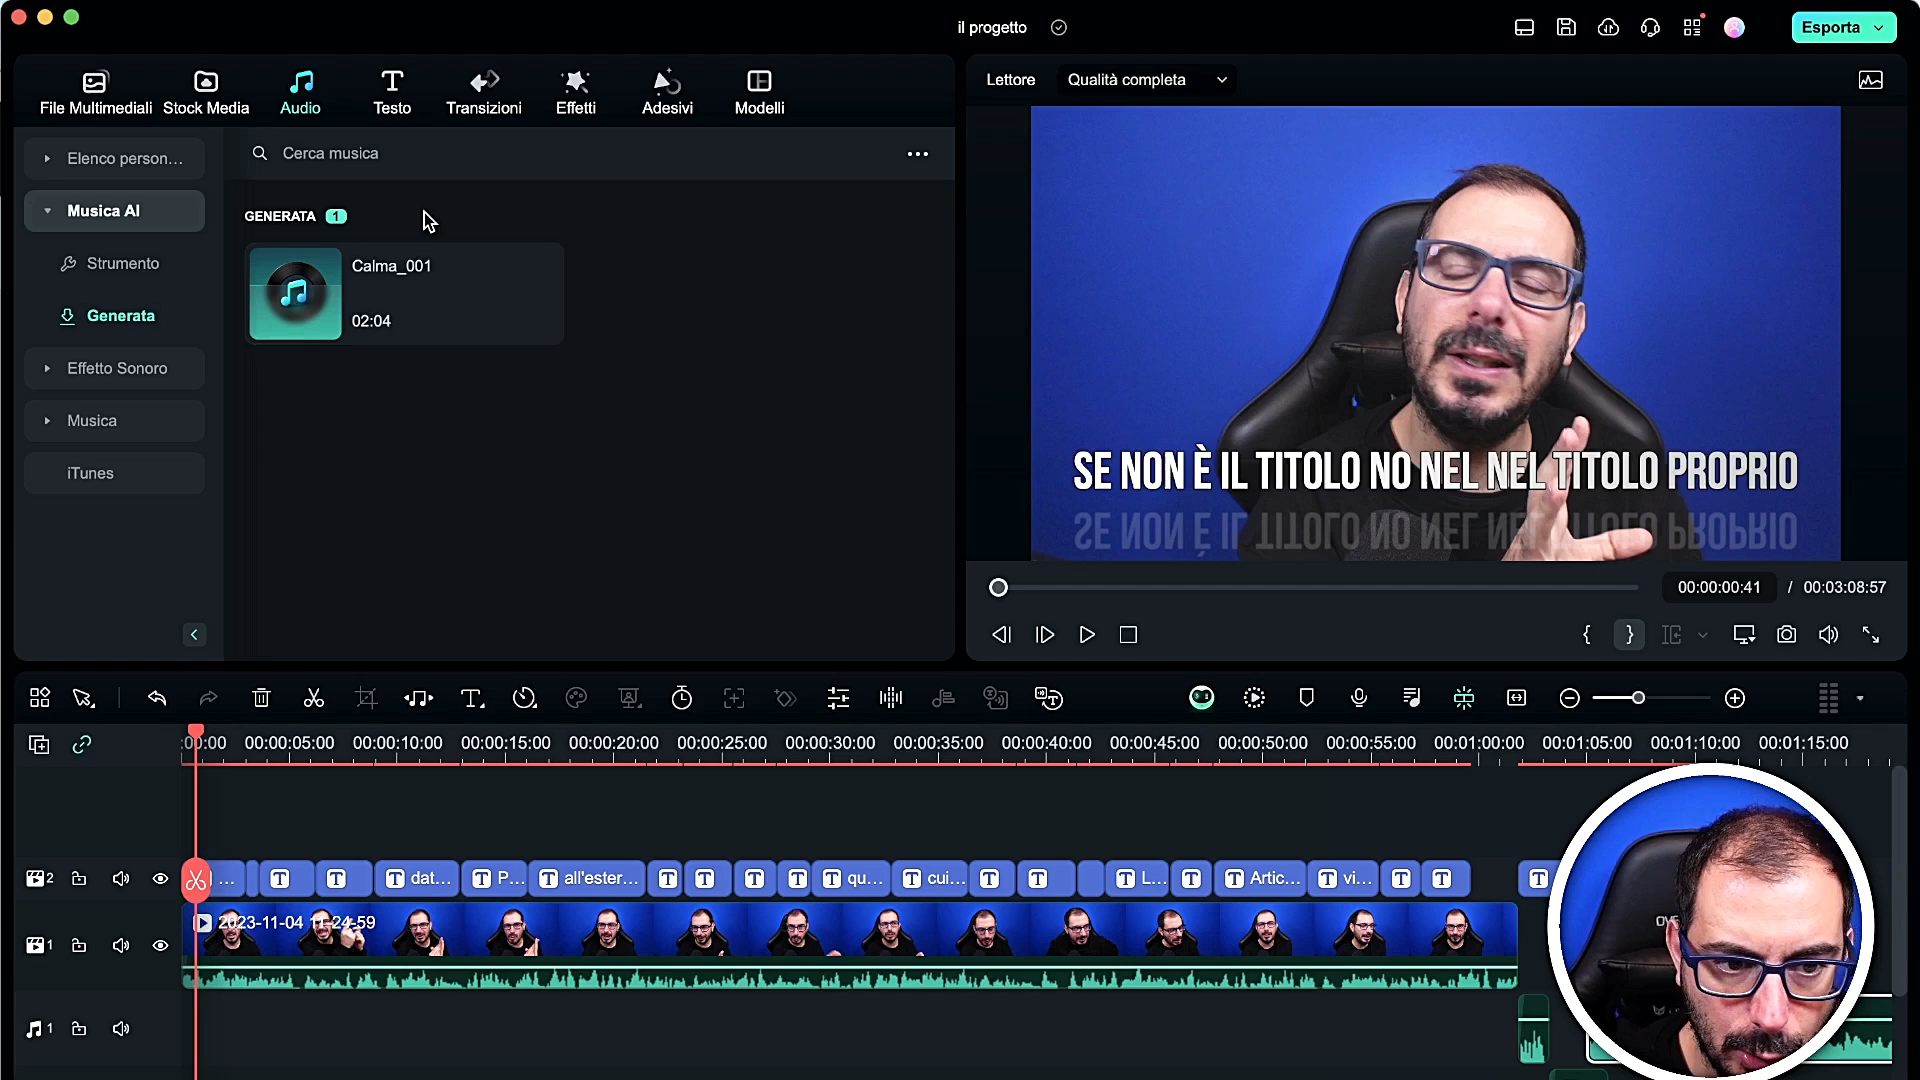 il progetto
Esporta
File Multimediali
Stock Media
Audio
Testo
Transizioni
Effetti
Adesivi
Modelli
Lettore
Qualità completa
Elenco person...
Musica AI
Strumento
Generata
Effetto Sonoro
Musica
iTunes
Cerca musica
GENERATA 1
Calma_001
02:04
SE NON È IL TITOLO NO NEL NEL TITOLO PROPRIO
00:00:00:41 / 00:03:08:57
:00:00 00:00:05:00 00:00:10:00 00:00:15:00 00:00:20:00 00:00:25:00 00:00:30:00 00:00:35:00 00:00:40:00 00:00:45:00 00:00:50:00 00:00:55:00 00:01:00:00 00:01:05:00 00:01:10:00 00:01:15:00
2 ... dat... P... all'ester... qu... cui... L... Artic... vi...
2023-11-04 11-24-59
1
1